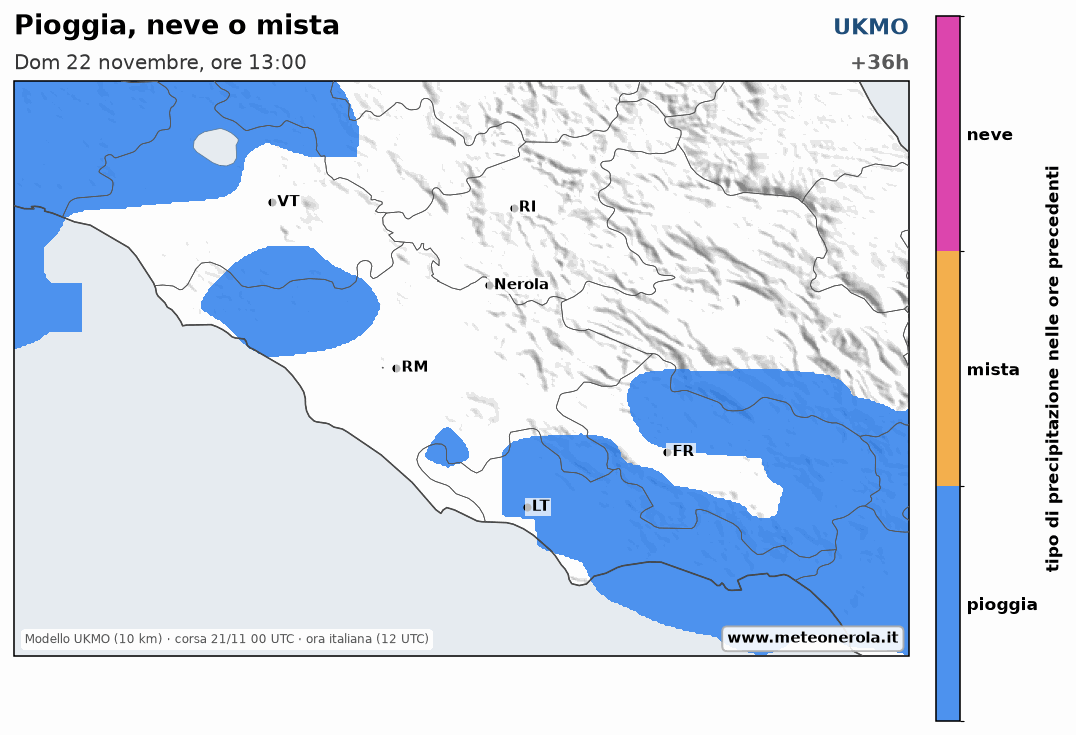 Pioggia, neve o mista
UKMO
Dom 22 novembre, ore 13:00
+36h
neve
VT
RI
Nerola
RM
mista
FR
LT
pioggia
tipo di precipitazione nelle ore precedenti
Modello UKMO (10 km) · corsa 21/11 00 UTC · ora italiana (12 UTC)
www.meteonerola.it